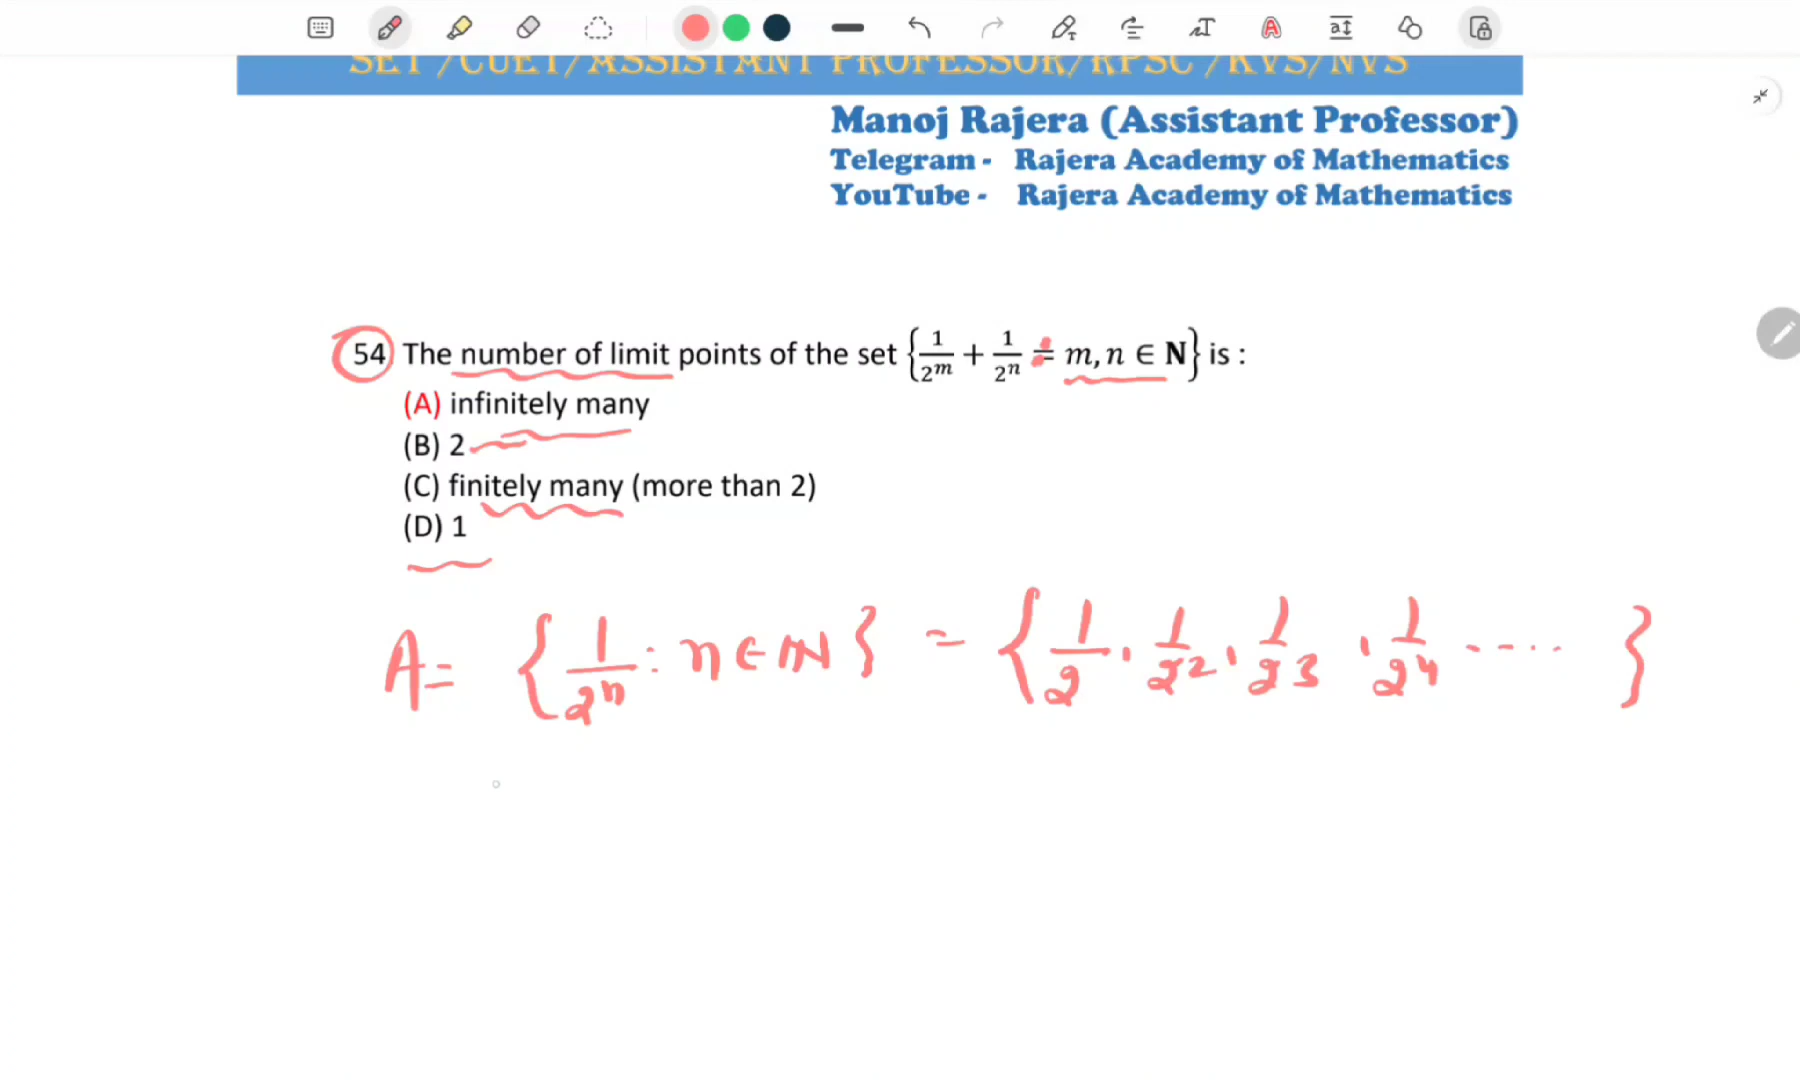 SET /CUET/ASSISTANT PROFESSOR/RPSC /KVS/NVS
Manoj Rajera (Assistant Professor)
Telegram - Rajera Academy of Mathematics
YouTube - Rajera Academy of Mathematics
54 The number of limit points of the set {1/2^m + 1/2^n = m, n ∈ N} is :
(A) infinitely many
(B) 2
(C) finitely many (more than 2)
(D) 1
A = {1/2^n : n ∈ N} = {1/2, 1/2^2, 1/2^3, 1/2^4 ----- }